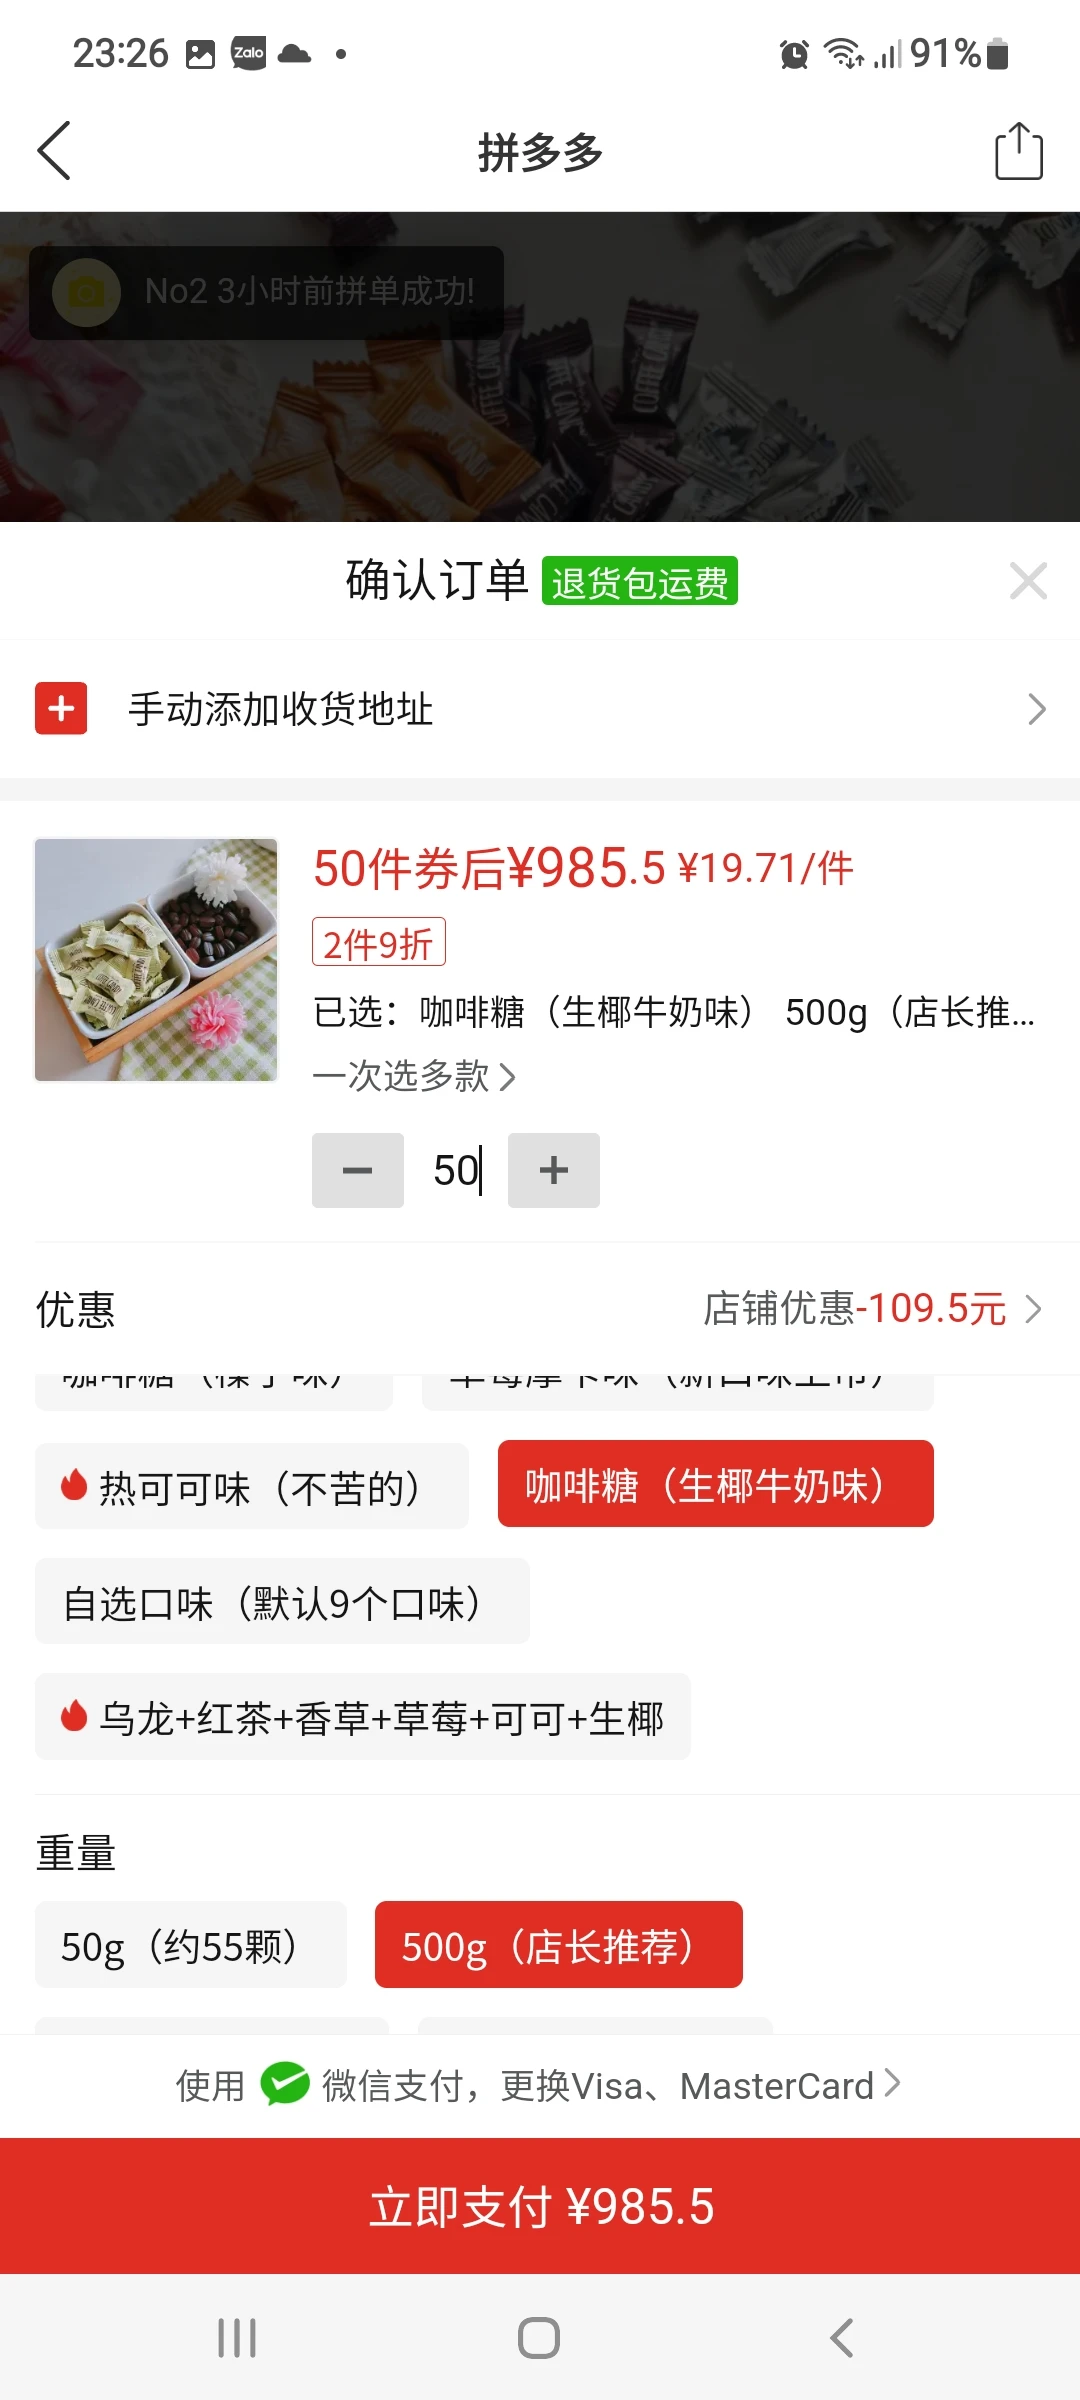 23:26 Zalo 91%
拼多多
No2 3小时前拼单成功!
确认订单 退货包运费
手动添加收货地址
50件券后¥985.5 ¥19.71/件
2件9折
已选：咖啡糖（生椰牛奶味） 500g（店长推...
一次选多款
50
优惠 店铺优惠-109.5元
热可可味（不苦的） 咖啡糖（生椰牛奶味）
自选口味（默认9个口味）
乌龙+红茶+香草+草莓+可可+生椰
重量
50g（约55颗） 500g（店长推荐）
使用 微信支付，更换Visa、MasterCard
立即支付 ¥985.5